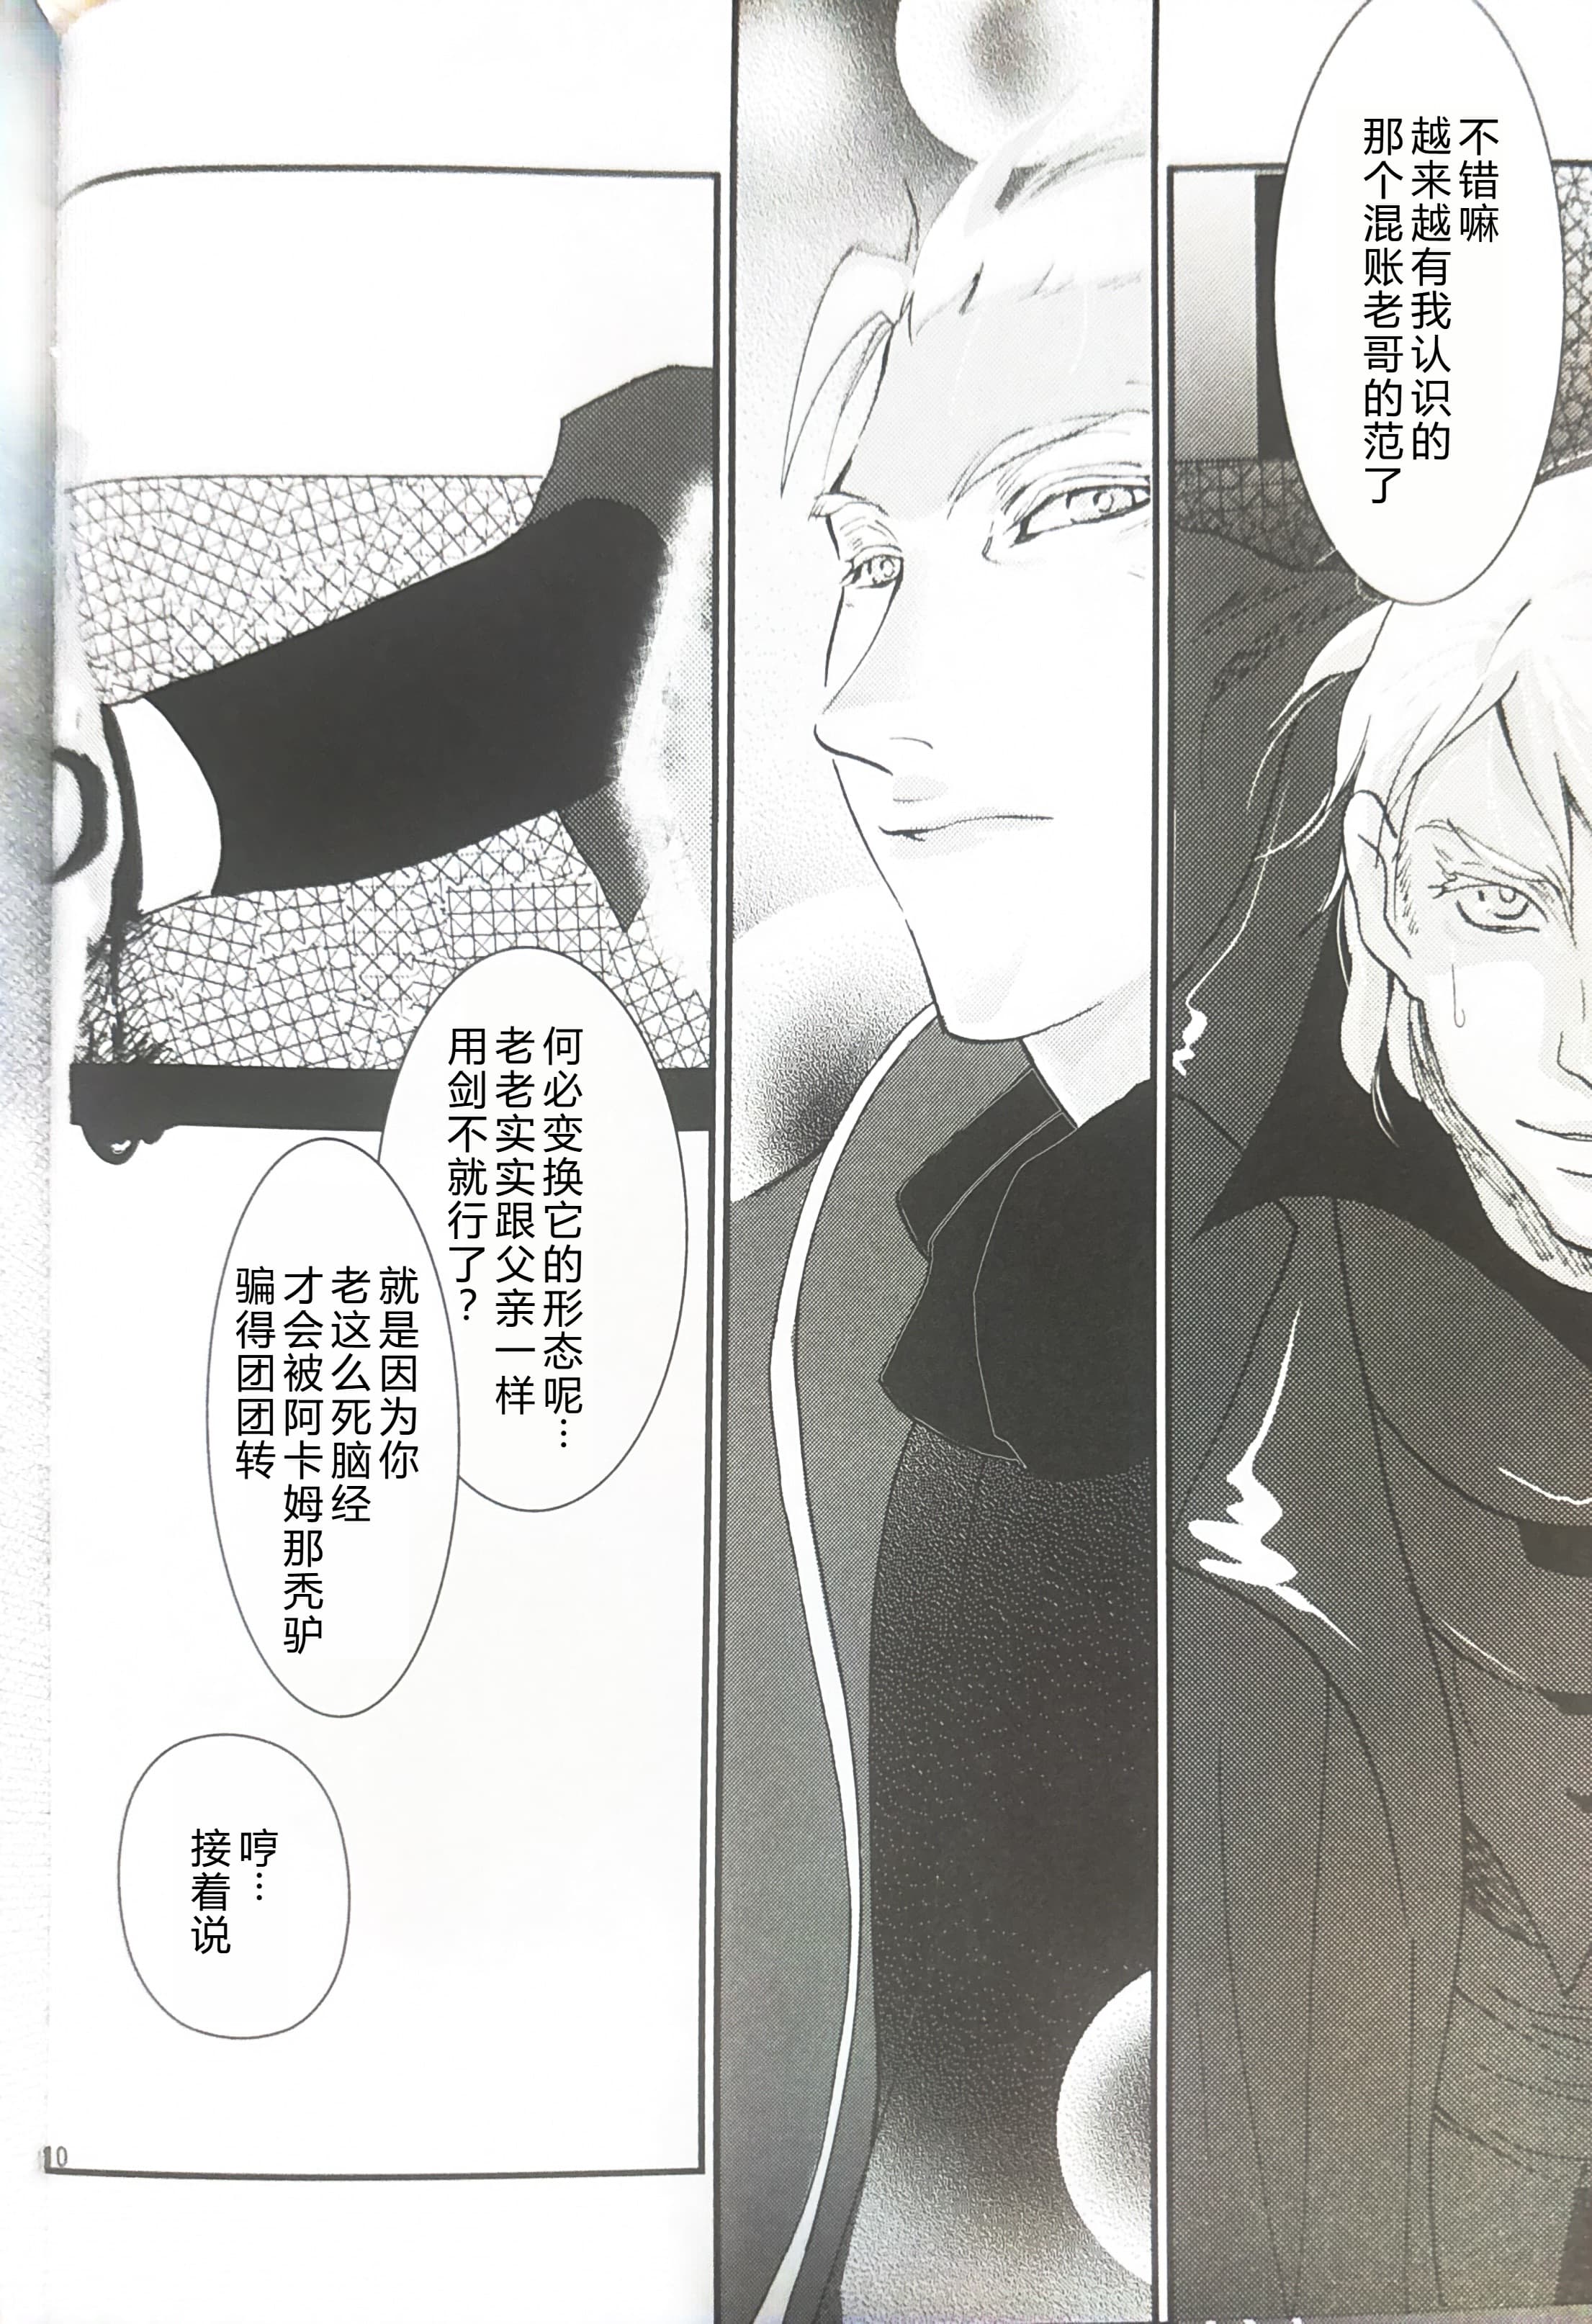 不错嘛
越来越有我认识的
那个混账老哥的范了
何必变换它的形态呢…
老老实实跟父亲一样
用剑不就行了？
就是因为你
老这么死脑经
才会被阿卡姆那秃驴
骗得团团转
哼…
接着说
10